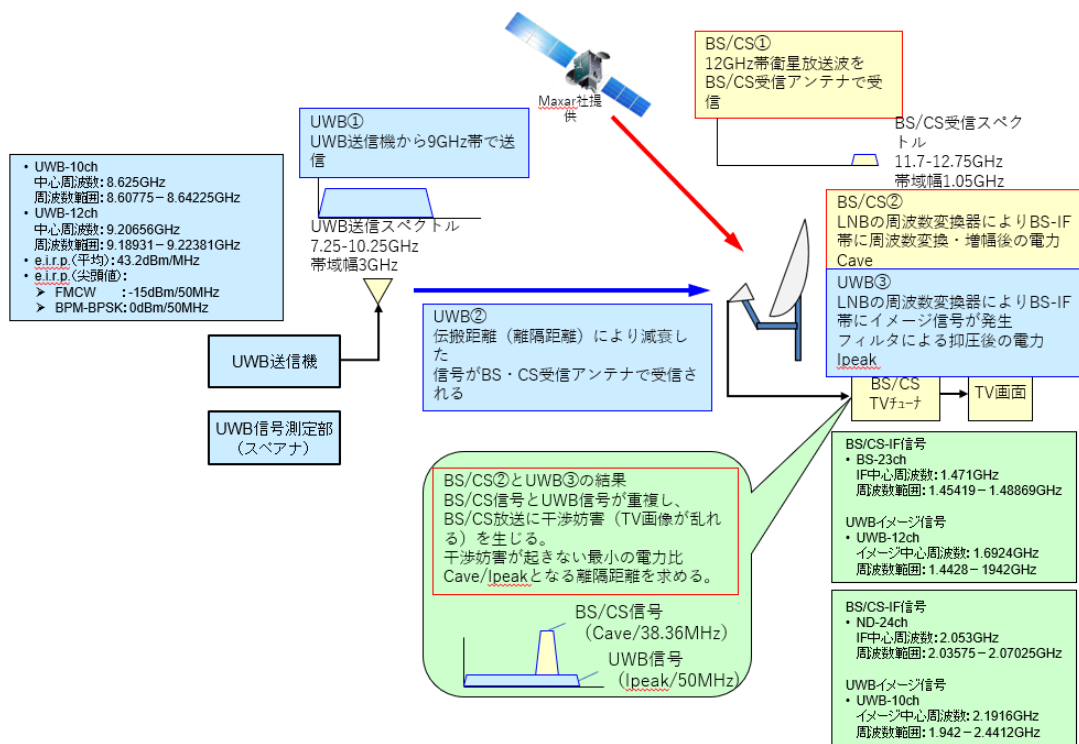 Maxar社提
供
BS/CS①
12GHz帯衛星放送波を
BS/CS受信アンテナで受
信
UWB①
UWB送信機から9GHz帯で送
信
BS/CS受信スペク
トル
11.7-12.75GHz
帯域幅1.05GHz
• UWB-10ch
中心周波数：8.625GHz
周波数範囲：8.60775－8.64225GHz
• UWB-12ch
中心周波数：9.20656GHz
周波数範囲：9.18931－9.22381GHz
• e.i.r.p.(平均)：43.2dBm/MHz
• e.i.r.p.(尖頭値)：
➢ FMCW　：-15dBm/50MHz
➢ BPM-BPSK：0dBm/50MHz
UWB送信スペクトル
7.25-10.25GHz
帯域幅3GHz
BS/CS②
LNBの周波数変換器によりBS-IF
帯に周波数変換・増幅後の電力
Cave
UWB③
LNBの周波数変換器によりBS-IF
帯にイメージ信号が発生
フィルタによる抑圧後の電力
Ipeak
UWB②
伝搬距離（離隔距離）により減衰し
た
信号がBS・CS受信アンテナで受信さ
れる
UWB送信機
UWB信号測定部
（スペアナ）
BS/CS
TVﾁｭｰﾅ
TV画面
BS/CS②とUWB③の結果
BS/CS信号とUWB信号が重複し、
BS/CS放送に干渉妨害（TV画像が乱れ
る）を生じる。
干渉妨害が起きない最小の電力比
Cave/Ipeakとなる離隔距離を求める。
BS/CS信号
（Cave/38.36MHz）
UWB信号
（Ipeak/50MHz）
BS/CS-IF信号
• BS-23ch
IF中心周波数：1.471GHz
周波数範囲：1.45419－1.48869GHz
UWBイメージ信号
• UWB-12ch
イメージ中心周波数：1.6924GHz
周波数範囲：1.4428－1942GHz
BS/CS-IF信号
• ND-24ch
IF中心周波数：2.053GHz
周波数範囲：2.03575－2.07025GHz
UWBイメージ信号
• UWB-10ch
イメージ中心周波数：2.1916GHz
周波数範囲：1.942－2.4412GHz